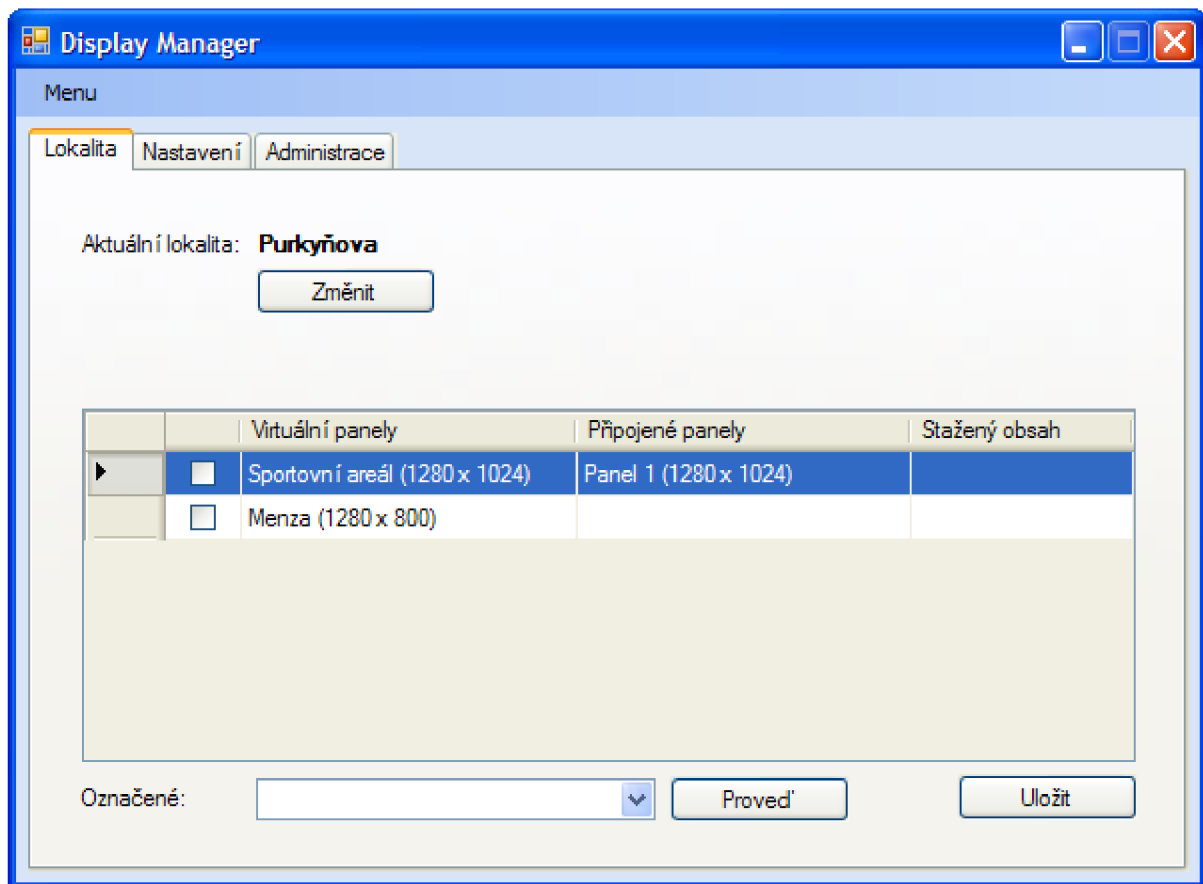 Display Manager
Menu
Lokalita Nastavení Administrace
Aktuální lokalita: Purkyňova
Změnit
Virtuální panely Připojené panely Stažený obsah
Sportovní areál (1280 x 1024) Panel 1 (1280 x 1024)
Menza (1280 x 800)
Označené: Proveď Uložit